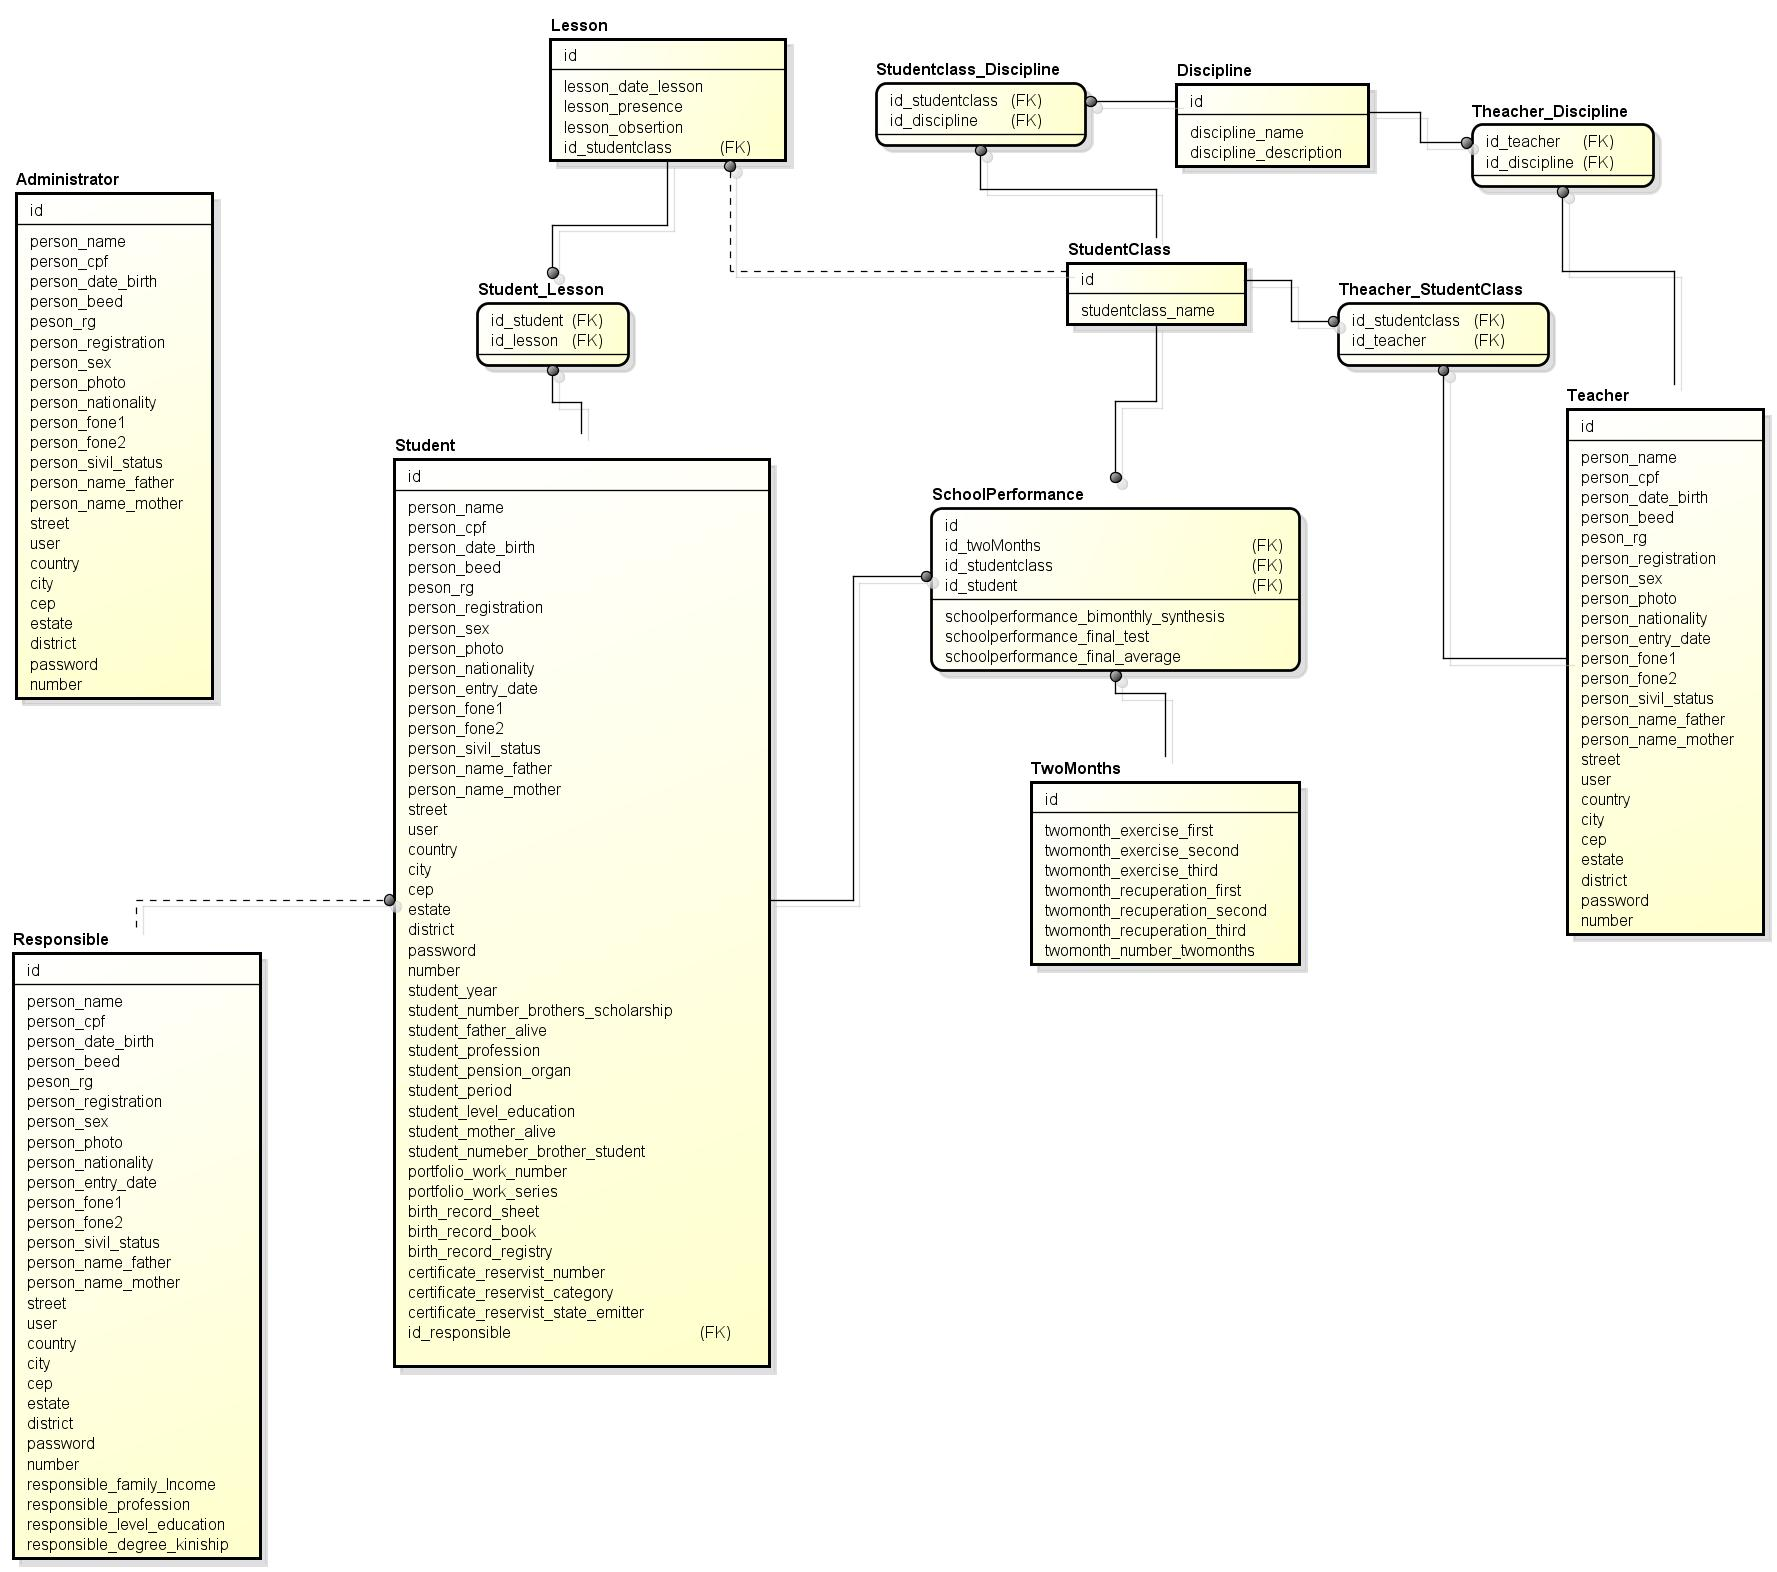 Lesson
id
lesson_date_lesson
lesson_presence
lesson_obsertion
id_studentclass (FK)
Studentclass_Discipline
id_studentclass (FK)
id_discipline (FK)
Discipline
id
discipline_name
discipline_description
Theacher_Discipline
id_teacher (FK)
id_discipline (FK)
Administrator
id
person_name
person_cpf
person_date_birth
person_beed
peson_rg
person_registration
person_sex
person_photo
person_nationality
person_fone1
person_fone2
person_sivil_status
person_name_father
person_name_mother
street
user
country
city
cep
estate
district
password
number
Student_Lesson
id_student (FK)
id_lesson (FK)
StudentClass
id
studentclass_name
Theacher_StudentClass
id_studentclass (FK)
id_teacher (FK)
Student
id
person_name
person_cpf
person_date_birth
person_beed
peson_rg
person_registration
person_sex
person_photo
person_nationality
person_entry_date
person_fone1
person_fone2
person_sivil_status
person_name_father
person_name_mother
street
user
country
city
cep
estate
district
password
number
student_year
student_number_brothers_scholarship
student_father_alive
student_profession
student_pension_organ
student_period
student_level_education
student_mother_alive
student_numeber_brother_student
portfolio_work_number
portfolio_work_series
birth_record_sheet
birth_record_book
birth_record_registry
certificate_reservist_number
certificate_reservist_category
certificate_reservist_state_emitter
id_responsible (FK)
SchoolPerformance
id
id_twoMonths (FK)
id_studentclass (FK)
id_student (FK)
schoolperformance_bimonthly_synthesis
schoolperformance_final_test
schoolperformance_final_average
TwoMonths
id
twomonth_exercise_first
twomonth_exercise_second
twomonth_exercise_third
twomonth_recuperation_first
twomonth_recuperation_second
twomonth_recuperation_third
twomonth_number_twomonths
Teacher
id
person_name
person_cpf
person_date_birth
person_beed
peson_rg
person_registration
person_sex
person_photo
person_nationality
person_entry_date
person_fone1
person_fone2
person_sivil_status
person_name_father
person_name_mother
street
user
country
city
cep
estate
district
password
number
Responsible
id
person_name
person_cpf
person_date_birth
person_beed
peson_rg
person_registration
person_sex
person_photo
person_nationality
person_entry_date
person_fone1
person_fone2
person_sivil_status
person_name_father
person_name_mother
street
user
country
city
cep
estate
district
password
number
responsible_family_Income
responsible_profession
responsible_level_education
responsible_degree_kiniship